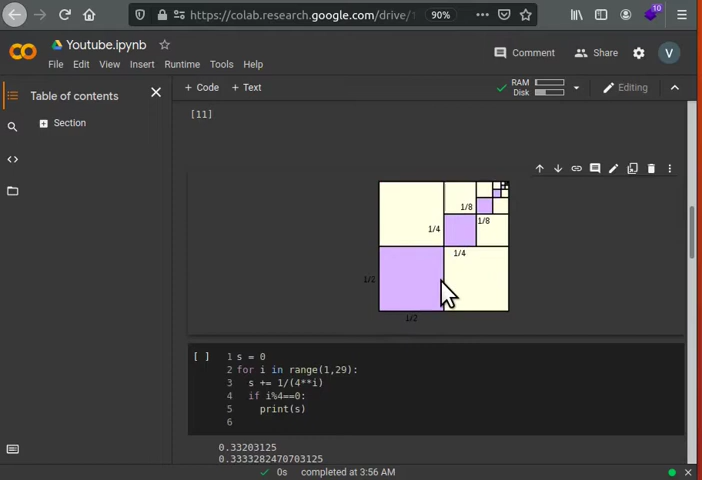 https://colab.research.google.com/drive/1
90%
10
Youtube.ipynb
Comment
Share
V
File Edit View Insert Runtime Tools Help
Table of contents
+ Code + Text
RAM
Disk
Editing
Section
[11]
1/8
1/8
1/4
1/4
1/2
1/2
[ ]
1 s = 0
2 for i in range(1,29):
3 s += 1/(4**i)
4 if i%4==0:
5 print(s)
6
0.33203125
0.3333282470703125
0s completed at 3:56 AM